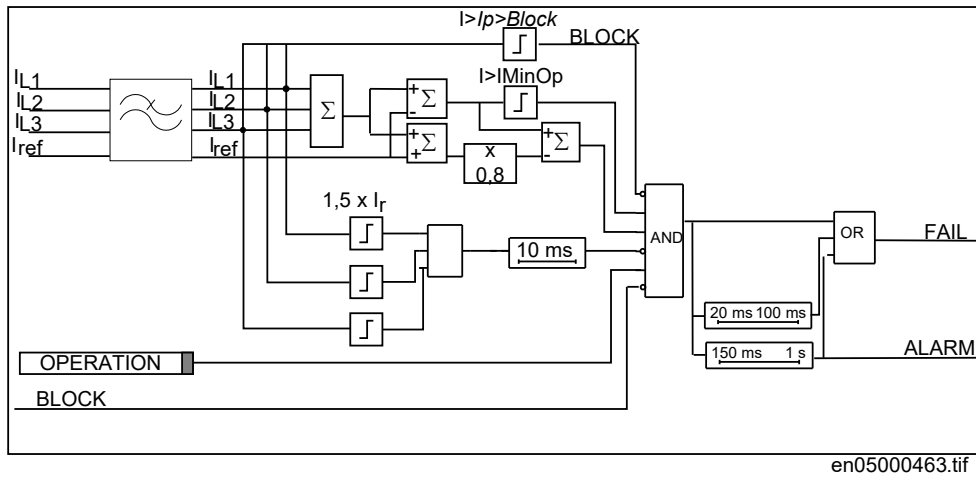 I>Ip>Block
BLOCK
I>IMinOp
IL1
IL2
IL3
Iref
IL1
IL2
IL3
Iref
Σ
+
-
Σ
+
+
Σ
x
0,8
+
-
Σ
1,5 x Ir
10 ms
AND
OR
FAIL
20 ms 100 ms
150 ms 1 s
ALARM
OPERATION
BLOCK
en05000463.tif